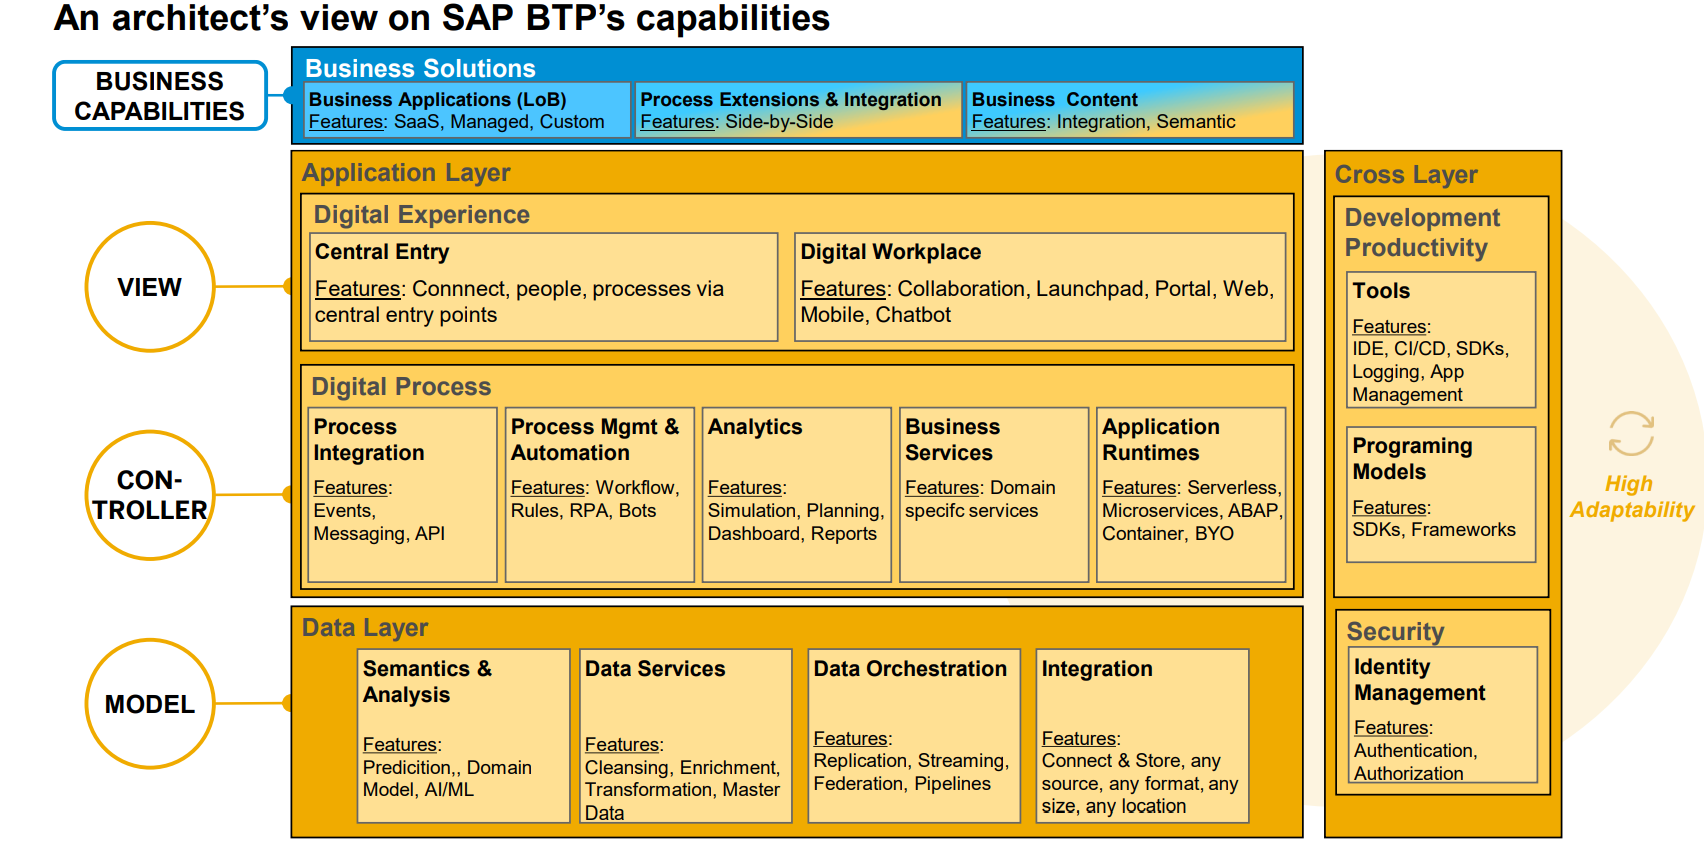 An architect's view on SAP BTP's capabilities
BUSINESS
CAPABILITIES
Business Solutions
Business Applications (LoB)
Features: SaaS, Managed, Custom
Process Extensions & Integration
Features: Side-by-Side
Business Content
Features: Integration, Semantic
VIEW
Application Layer
Digital Experience
Central Entry
Features: Connnect, people, processes via
central entry points
Digital Workplace
Features: Collaboration, Launchpad, Portal, Web,
Mobile, Chatbot
CON-
TROLLER
Digital Process
Process
Integration
Features:
Events,
Messaging, API
Process Mgmt &
Automation
Features: Workflow,
Rules, RPA, Bots
Analytics
Features:
Simulation, Planning,
Dashboard, Reports
Business
Services
Features: Domain
specifc services
Application
Runtimes
Features: Serverless,
Microservices, ABAP,
Container, BYO
MODEL
Data Layer
Semantics &
Analysis
Features:
Predicition,, Domain
Model, AI/ML
Data Services
Features:
Cleansing, Enrichment,
Transformation, Master
Data
Data Orchestration
Features:
Replication, Streaming,
Federation, Pipelines
Integration
Features:
Connect & Store, any
source, any format, any
size, any location
Cross Layer
Development
Productivity
Tools
Features:
IDE, CI/CD, SDKs,
Logging, App
Management
Programing
Models
Features:
SDKs, Frameworks
Security
Identity
Management
Features:
Authentication,
Authorization
High
Adaptability